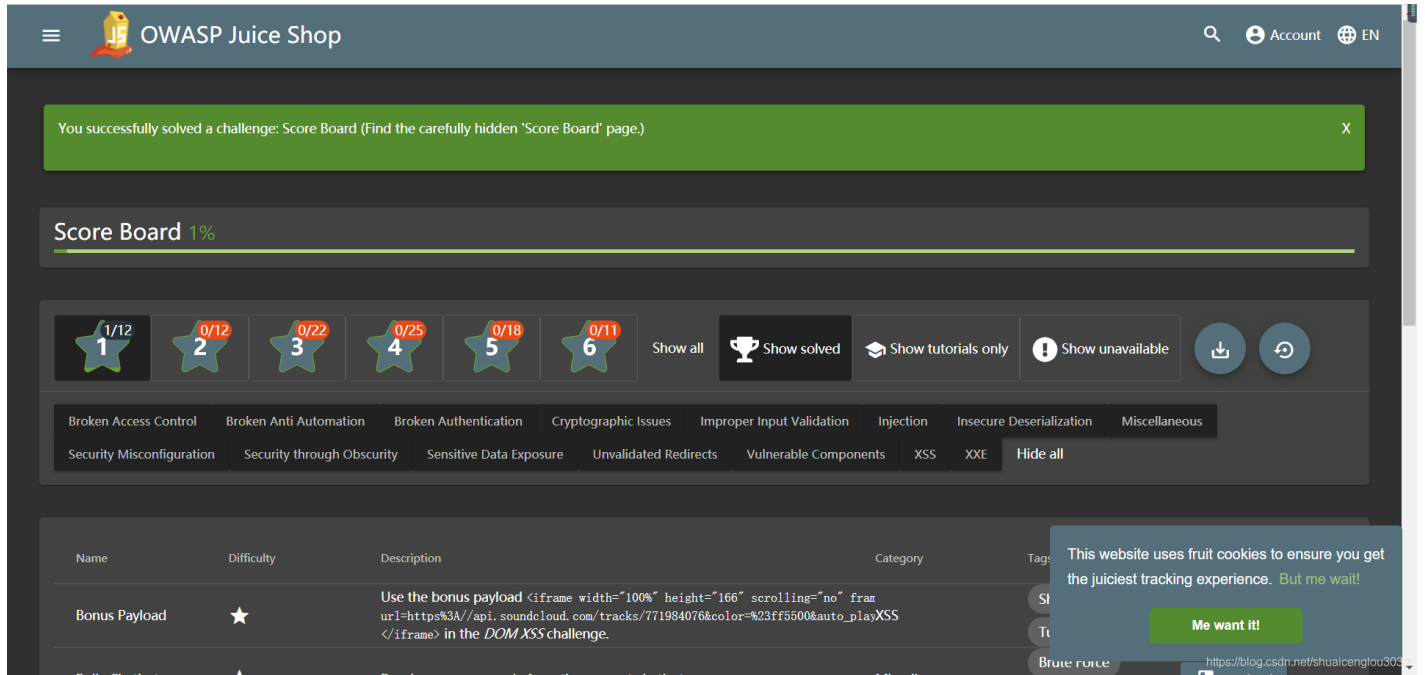 OWASP Juice Shop
Account
EN
You successfully solved a challenge: Score Board (Find the carefully hidden 'Score Board' page.)
X
Score Board 1%
1/12
1
0/12
2
0/22
3
0/25
4
0/18
5
0/11
6
Show all
Show solved
Show tutorials only
Show unavailable
Broken Access Control
Broken Anti Automation
Broken Authentication
Cryptographic Issues
Improper Input Validation
Injection
Insecure Deserialization
Miscellaneous
Security Misconfiguration
Security through Obscurity
Sensitive Data Exposure
Unvalidated Redirects
Vulnerable Components
XSS
XXE
Hide all
Name
Difficulty
Description
Category
Tags
This website uses fruit cookies to ensure you get
the juiciest tracking experience. But me wait!
Me want it!
Bonus Payload
Use the bonus payload <iframe width="100%" height="166" scrolling="no" fram
url=https%3A//api.soundcloud.com/tracks/771984076&color=%23ff5500&auto_play
</iframe> in the DOM XSS challenge.
XSS
Brute Force